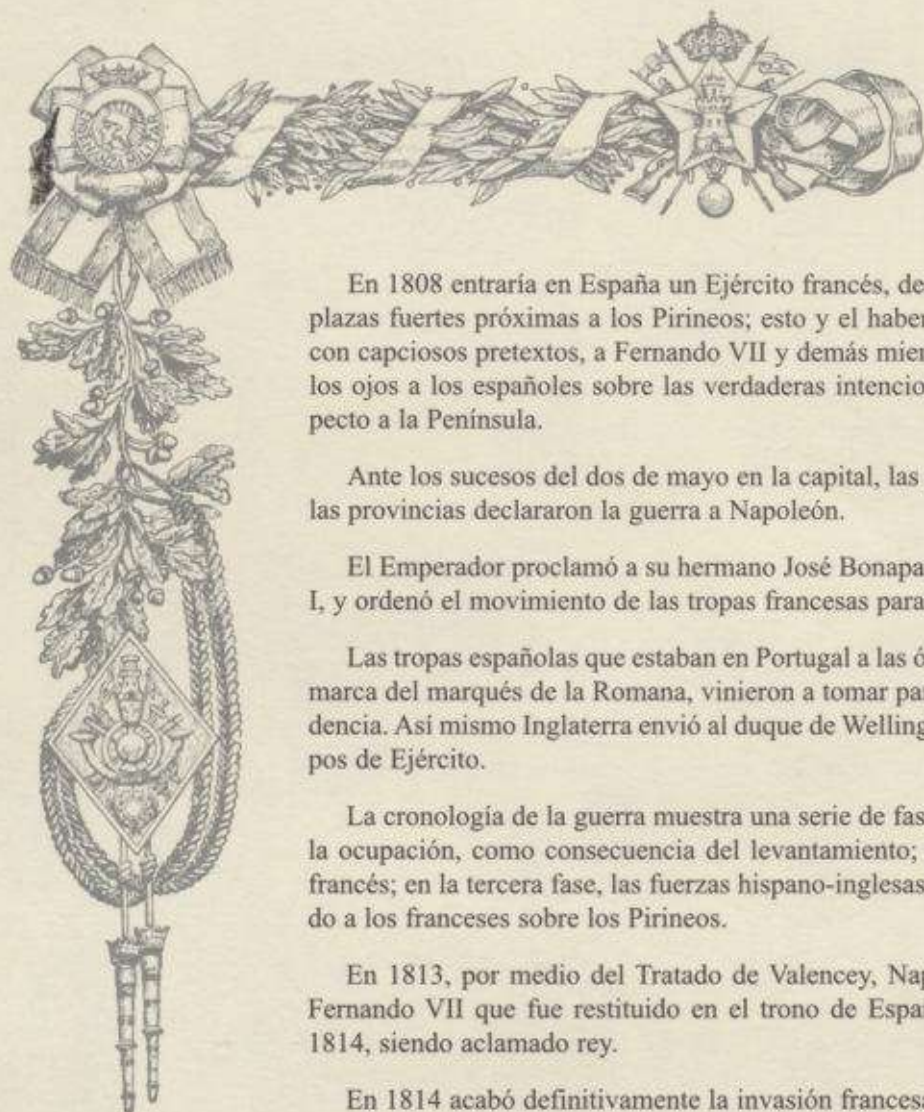 En 1808 entraría en España un Ejército francés, de
plazas fuertes próximas a los Pirineos; esto y el haber
con capciosos pretextos, a Fernando VII y demás mien
los ojos a los españoles sobre las verdaderas intencio
pecto a la Península.
Ante los sucesos del dos de mayo en la capital, las
las provincias declararon la guerra a Napoleón.
El Emperador proclamó a su hermano José Bonapa
I, y ordenó el movimiento de las tropas francesas para
Las tropas españolas que estaban en Portugal a las ó
marca del marqués de la Romana, vinieron a tomar pa
dencia. Así mismo Inglaterra envió al duque de Welling
pos de Ejército.
La cronología de la guerra muestra una serie de fas
la ocupación, como consecuencia del levantamiento;
francés; en la tercera fase, las fuerzas hispano-inglesas
do a los franceses sobre los Pirineos.
En 1813, por medio del Tratado de Valencey, Nap
Fernando VII que fue restituido en el trono de Espa
1814, siendo aclamado rey.
En 1814 acabó definitivamente la invasión frances